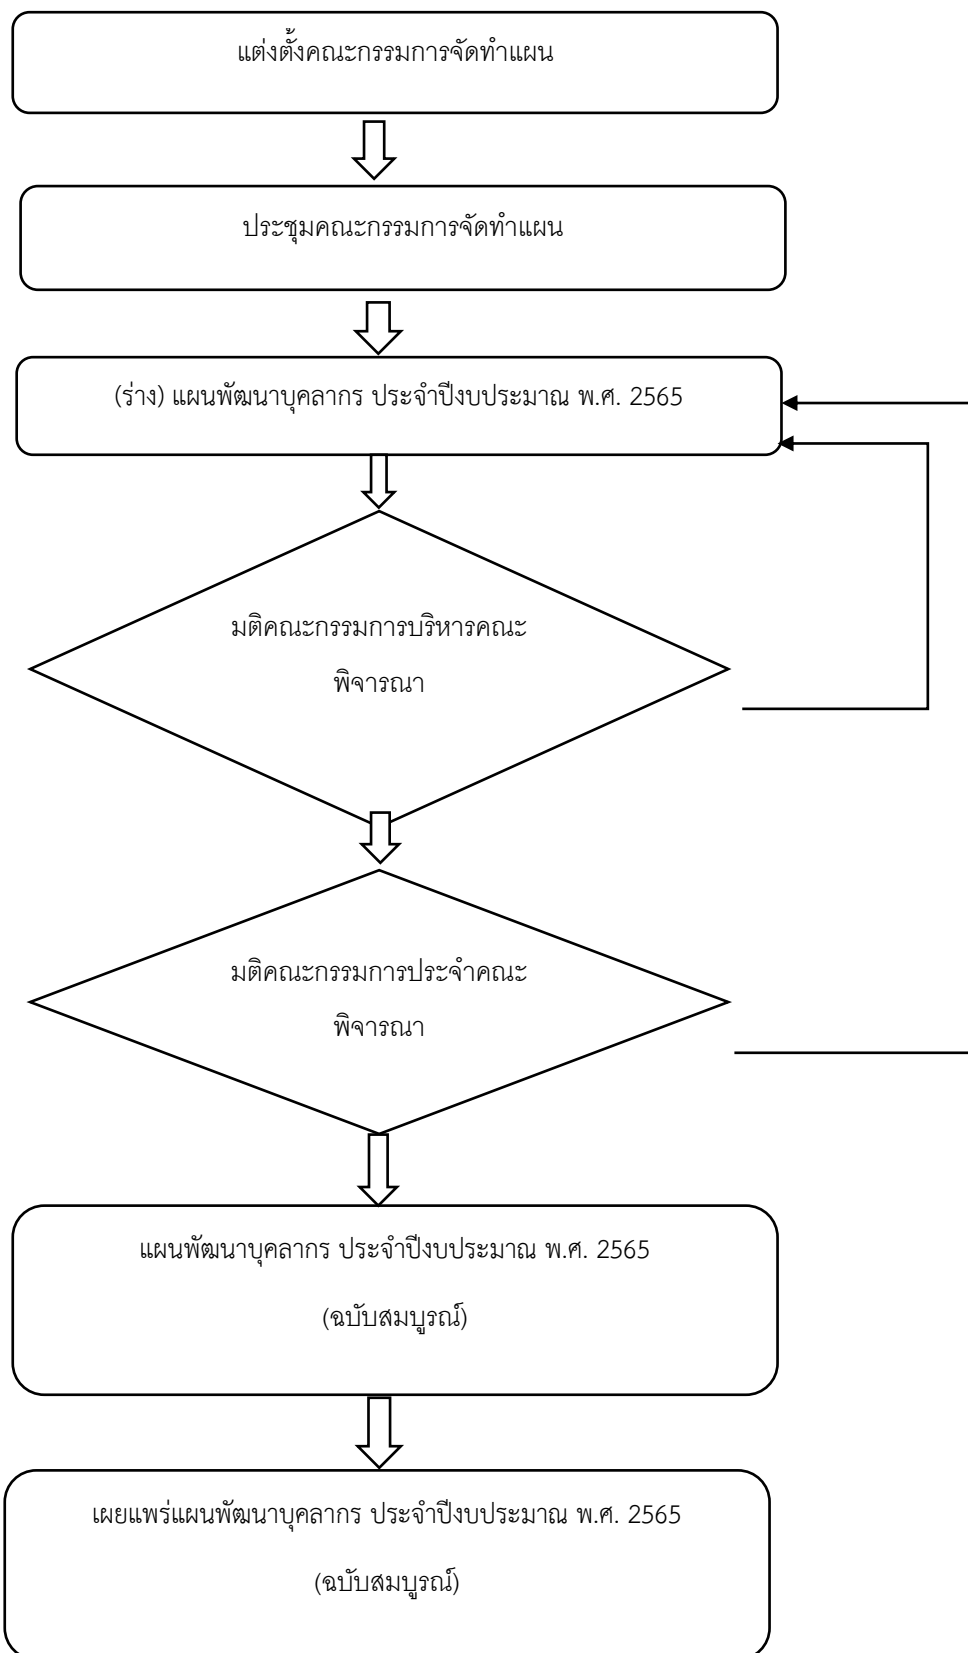 แต่งตั้งคณะกรรมการจัดทำแผน
ประชุมคณะกรรมการจัดทำแผน
(ร่าง) แผนพัฒนาบุคลากร ประจำปีงบประมาณ พ.ศ. 2565
มติคณะกรรมการบริหารคณะ
พิจารณา
มติคณะกรรมการประจำคณะ
พิจารณา
แผนพัฒนาบุคลากร ประจำปีงบประมาณ พ.ศ. 2565
(ฉบับสมบูรณ์)
เผยแพร่แผนพัฒนาบุคลากร ประจำปีงบประมาณ พ.ศ. 2565
(ฉบับสมบูรณ์)